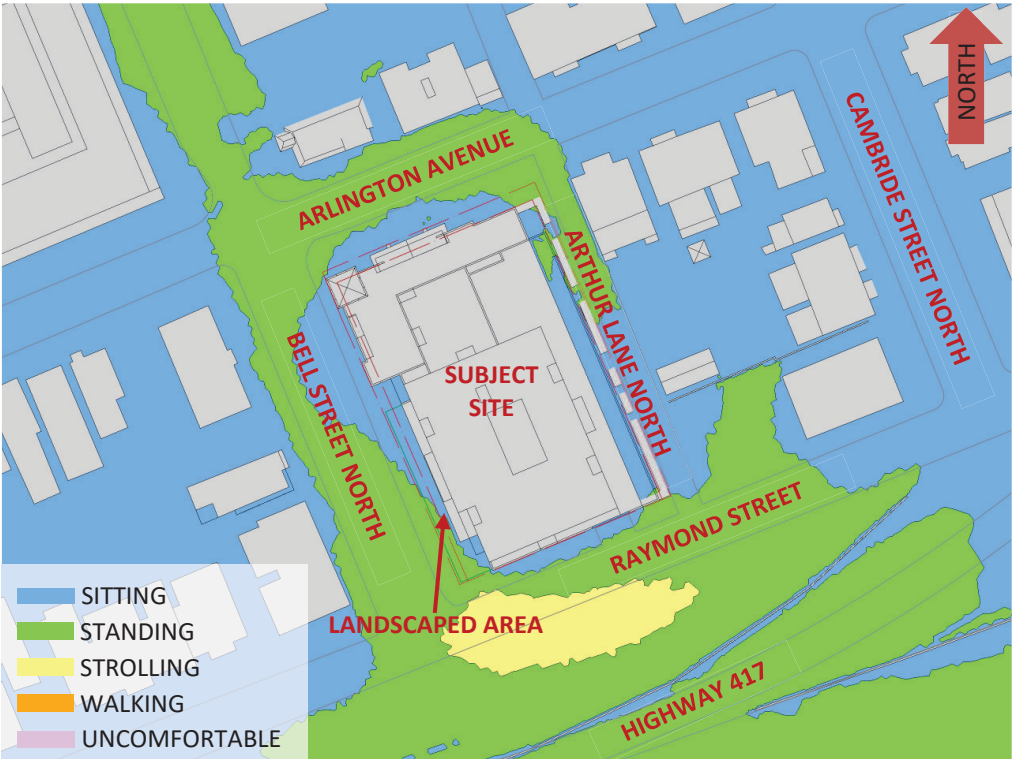 NORTH
CAMBRIDE STREET NORTH
ARLINGTON AVENUE
ARTHUR LANE NORTH
BELL STREET NORTH
SUBJECT
SITE
RAYMOND STREET
LANDSCAPED AREA
HIGHWAY 417
SITTING
STANDING
STROLLING
WALKING
UNCOMFORTABLE